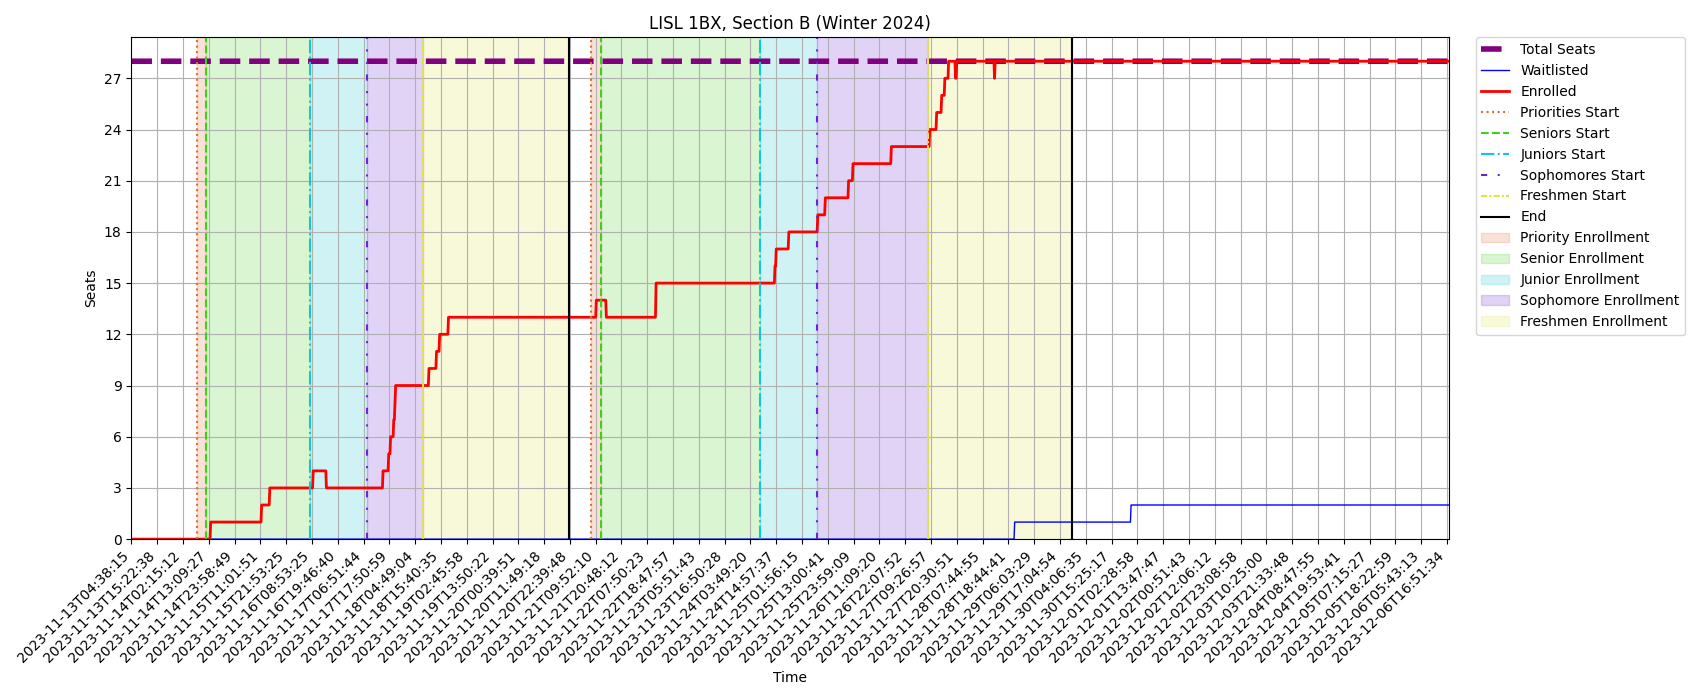 LISL 1BX, Section B (Winter 2024)
Seats
27
24
21
18
15
12
9
6
3
0
2023-11-13T04:38:15
2023-11-13T15:22:38
2023-11-14T02:15:12
2023-11-14T13:09:27
2023-11-14T23:58:49
2023-11-15T11:01:51
2023-11-15T21:53:25
2023-11-16T08:53:25
2023-11-16T19:46:40
2023-11-17T06:51:44
2023-11-17T17:50:59
2023-11-18T04:49:04
2023-11-18T15:40:35
2023-11-19T02:45:58
2023-11-19T13:50:22
2023-11-20T00:39:51
2023-11-20T11:49:18
2023-11-20T22:39:48
2023-11-21T09:52:10
2023-11-21T20:48:12
2023-11-22T07:50:23
2023-11-22T18:47:57
2023-11-23T05:51:43
2023-11-23T16:50:28
2023-11-24T03:49:20
2023-11-24T14:57:37
2023-11-25T01:56:15
2023-11-25T13:00:41
2023-11-25T23:59:09
2023-11-26T11:09:20
2023-11-26T22:07:52
2023-11-27T09:26:57
2023-11-27T20:30:51
2023-11-28T07:44:55
2023-11-28T18:44:41
2023-11-29T06:03:29
2023-11-29T17:04:54
2023-11-30T04:06:35
2023-11-30T15:25:17
2023-12-01T02:28:58
2023-12-01T13:47:47
2023-12-02T00:51:43
2023-12-02T12:06:12
2023-12-02T23:08:58
2023-12-03T10:25:00
2023-12-03T21:33:48
2023-12-04T08:47:55
2023-12-04T19:53:41
2023-12-05T07:15:27
2023-12-05T18:22:59
2023-12-06T05:43:13
2023-12-06T16:51:34
Time
Total Seats
Waitlisted
Enrolled
Priorities Start
Seniors Start
Juniors Start
Sophomores Start
Freshmen Start
End
Priority Enrollment
Senior Enrollment
Junior Enrollment
Sophomore Enrollment
Freshmen Enrollment